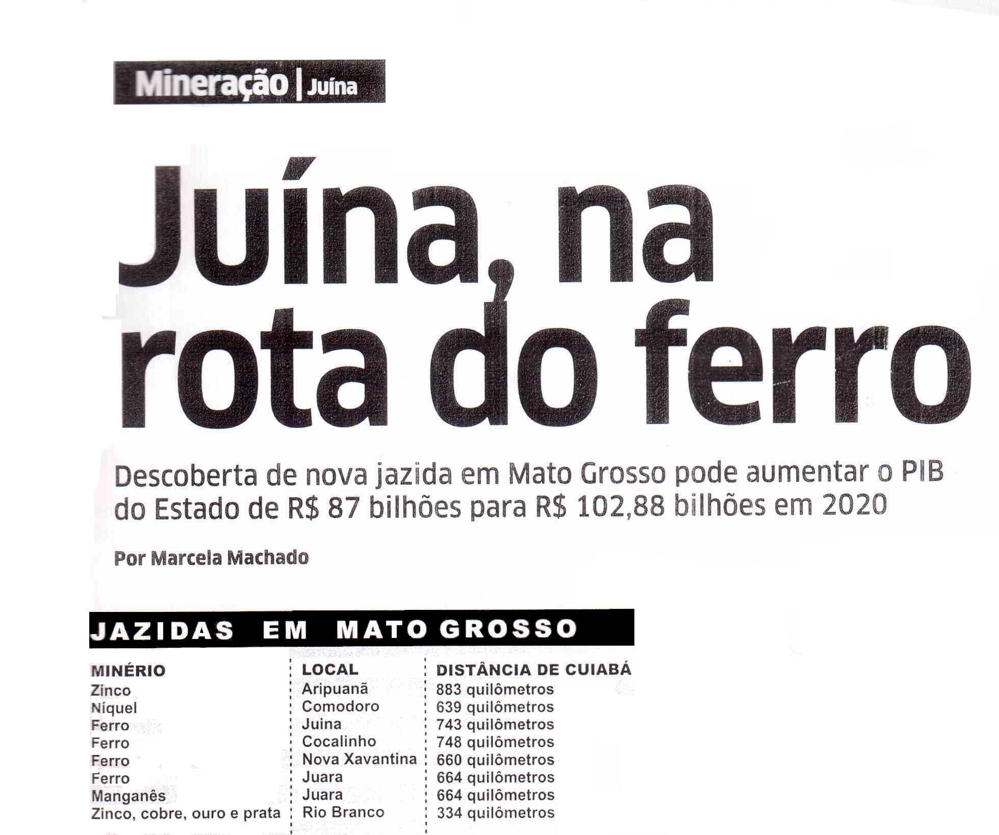 Mineração | Juína
Juína, na
rota do ferro
Descoberta de nova jazida em Mato Grosso pode aumentar o PIB
do Estado de R$ 87 bilhões para R$ 102,88 bilhões em 2020
Por Marcela Machado
JAZIDAS EM MATO GROSSO
MINÉRIO LOCAL DISTÂNCIA DE CUIABÁ
Zinco Aripuanã 883 quilômetros
Níquel Comodoro 639 quilômetros
Ferro Juina 743 quilômetros
Ferro Cocalinho 748 quilômetros
Ferro Nova Xavantina 660 quilômetros
Ferro Juara 664 quilômetros
Manganês Juara 664 quilômetros
Zinco, cobre, ouro e prata Rio Branco 334 quilômetros